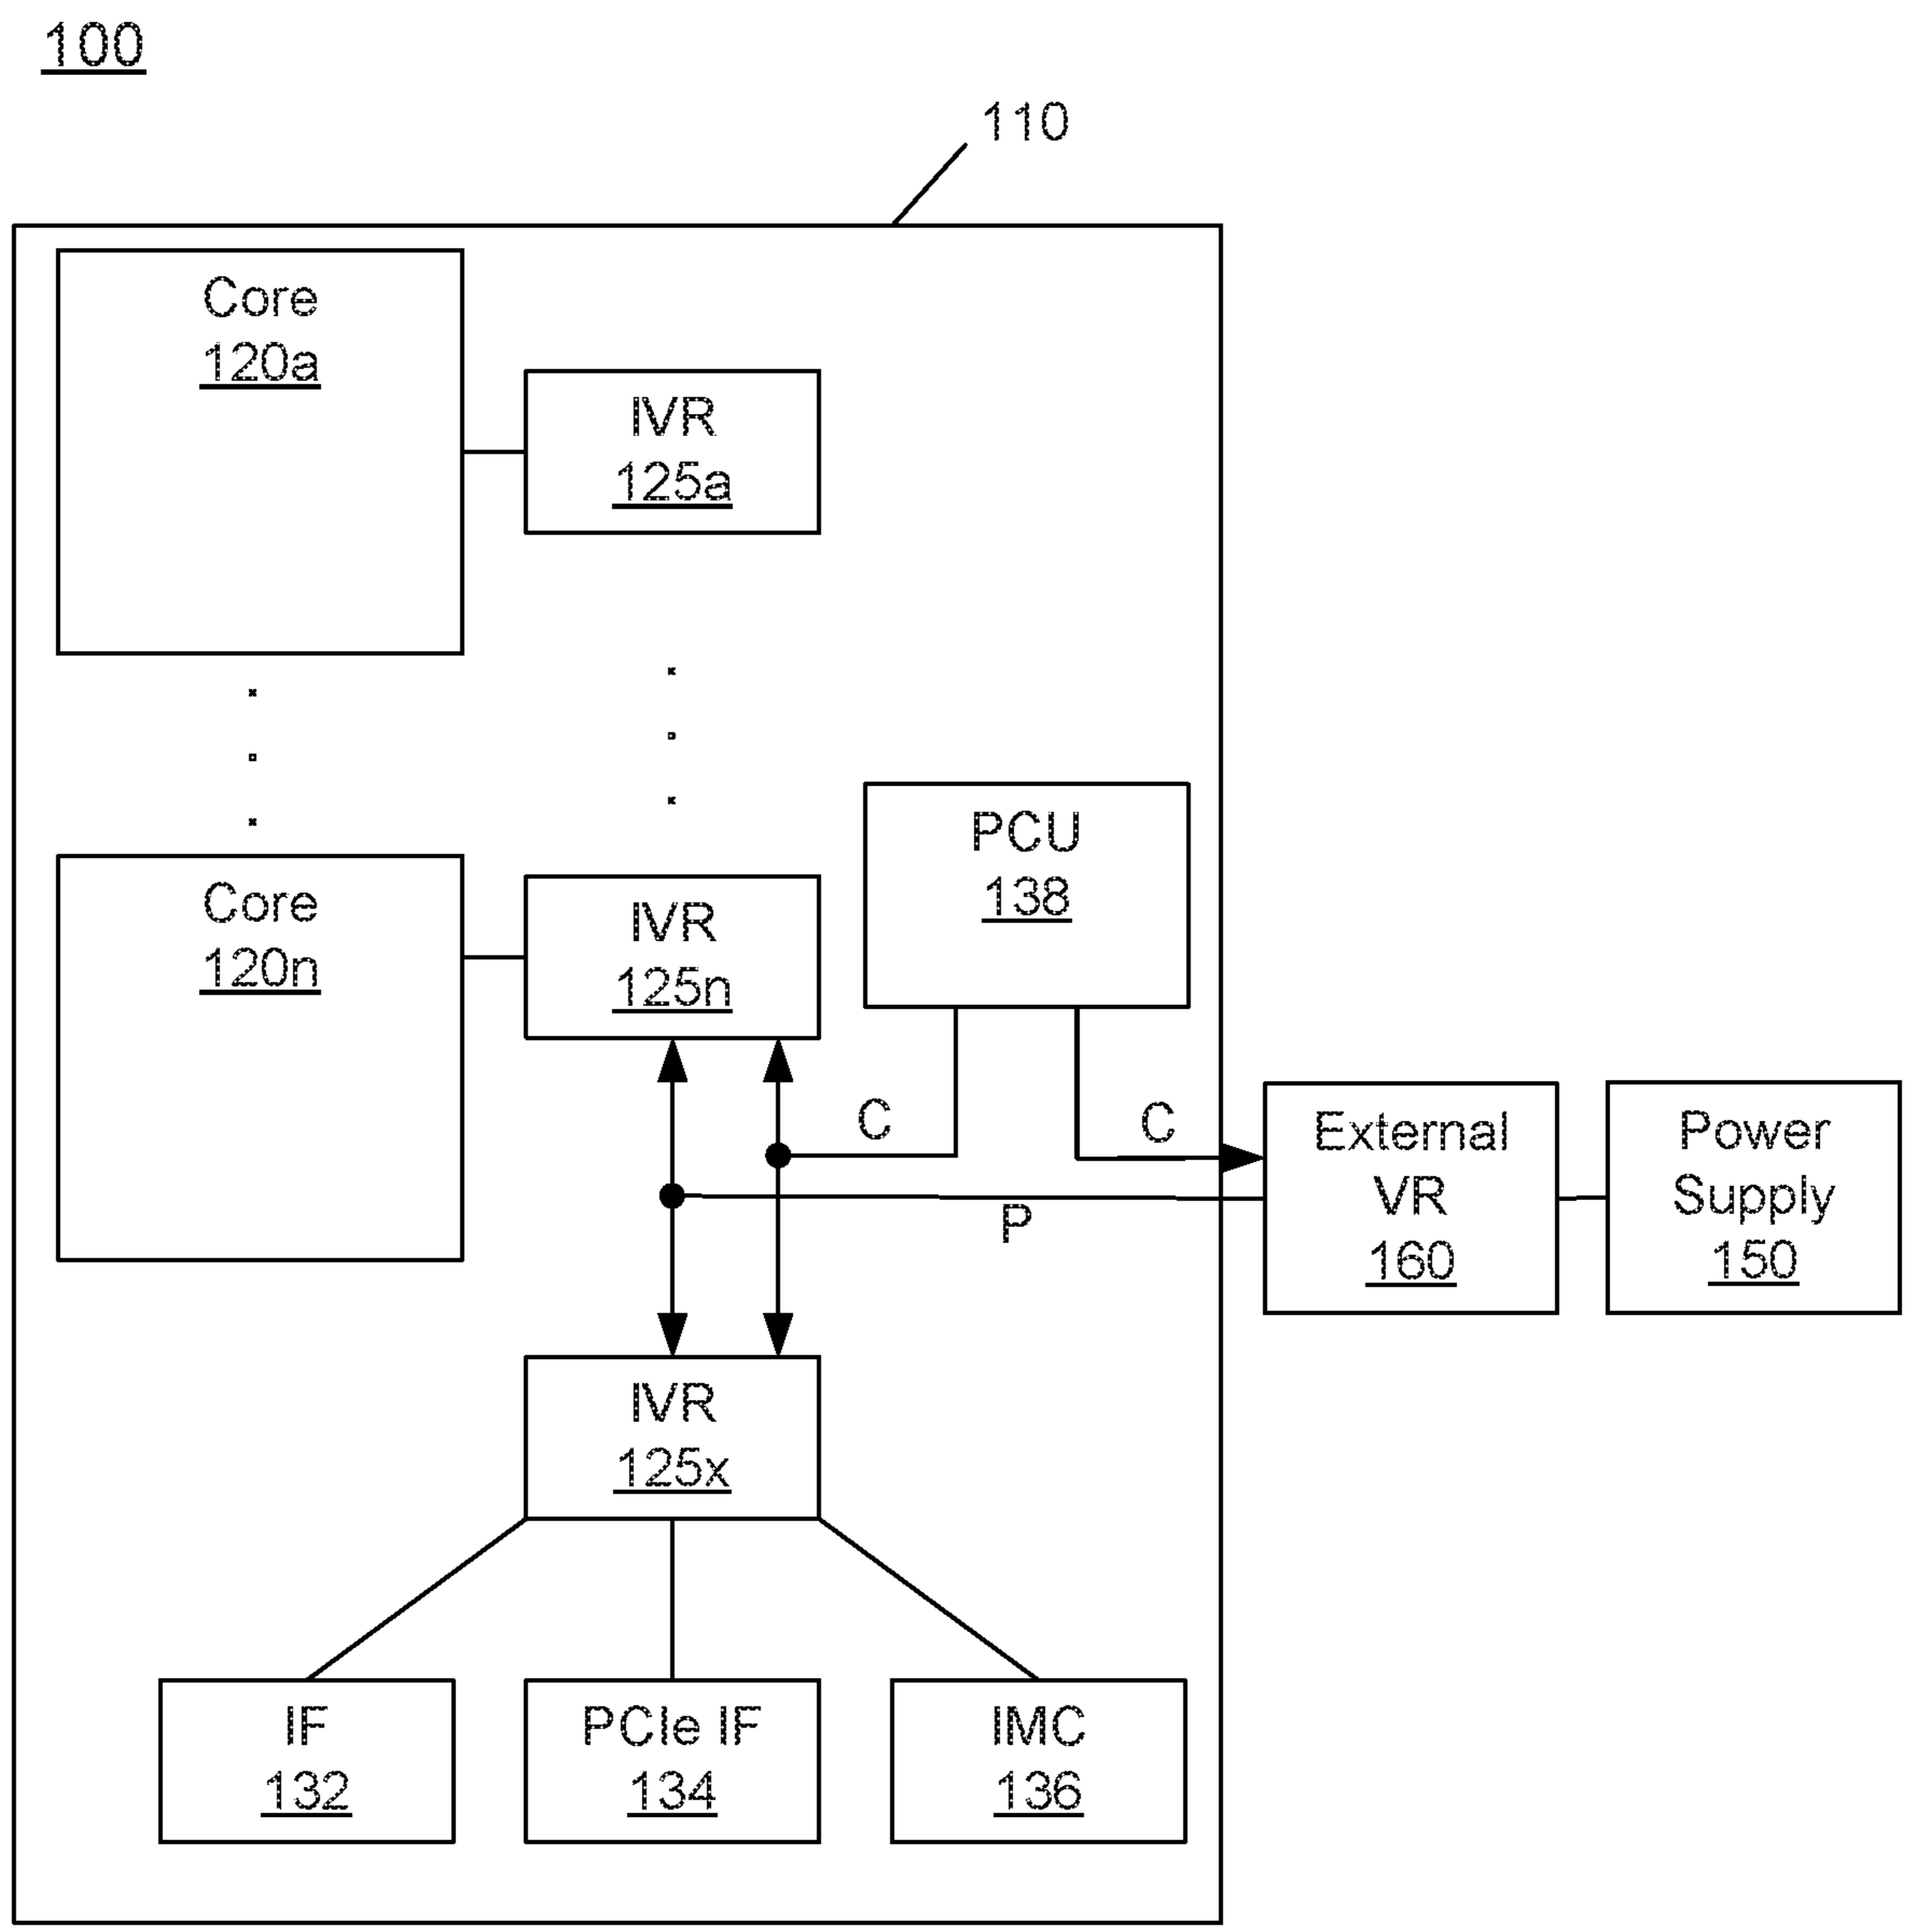 100
110
Core
120a
IVR
125a
Core
120n
IVR
125n
PCU
138
C
C
P
External
VR
160
Power
Supply
150
IVR
125x
IF
132
PCIe IF
134
IMC
136